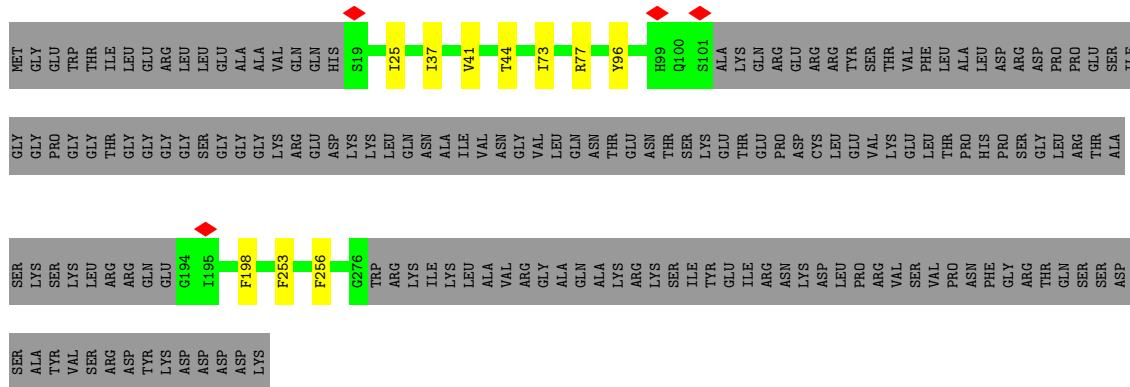 MET GLY GLU TRP THR ILE LEU GLU ARG LEU LEU GLU ALA ALA VAL GLN GLN HIS S19 I25 I37 V41 T44 I73 R77 Y96 H99 Q100 S101 ALA LYS GLN ARG GLU ARG ARG TYR SER THR VAL PHE LEU ALA LEU ASP ARG ASP PRO PRO GLU SER ILE
GLY GLY PRO GLY GLY THR GLY GLY GLY GLY SER GLY GLY GLY GLY LYS ARG GLU ASP LYS LYS LEU GLN ASN ALA ILE VAL ASN GLY VAL LEU GLN ASN THR GLU ASN THR SER LYS GLU THR GLU PRO ASP CYS LEU GLU VAL LYS GLU LEU THR PRO HIS PRO SER GLY LEU ARG THR ALA
SER LYS SER LYS LEU ARG ARG GLN GLU G194 I195 F198 F253 F256 G276 TRP ARG LYS ILE LYS LEU ALA VAL ARG GLY ALA GLN ALA LYS ARG LYS SER ILE TYR GLU ILE ARG ASN LYS ASP LEU PRO ARG VAL SER VAL PRO ASN PHE GLY ARG THR GLN SER SER ASP
SER ALA TYR VAL SER ARG ASP TYR LYS ASP ASP ASP ASP LYS